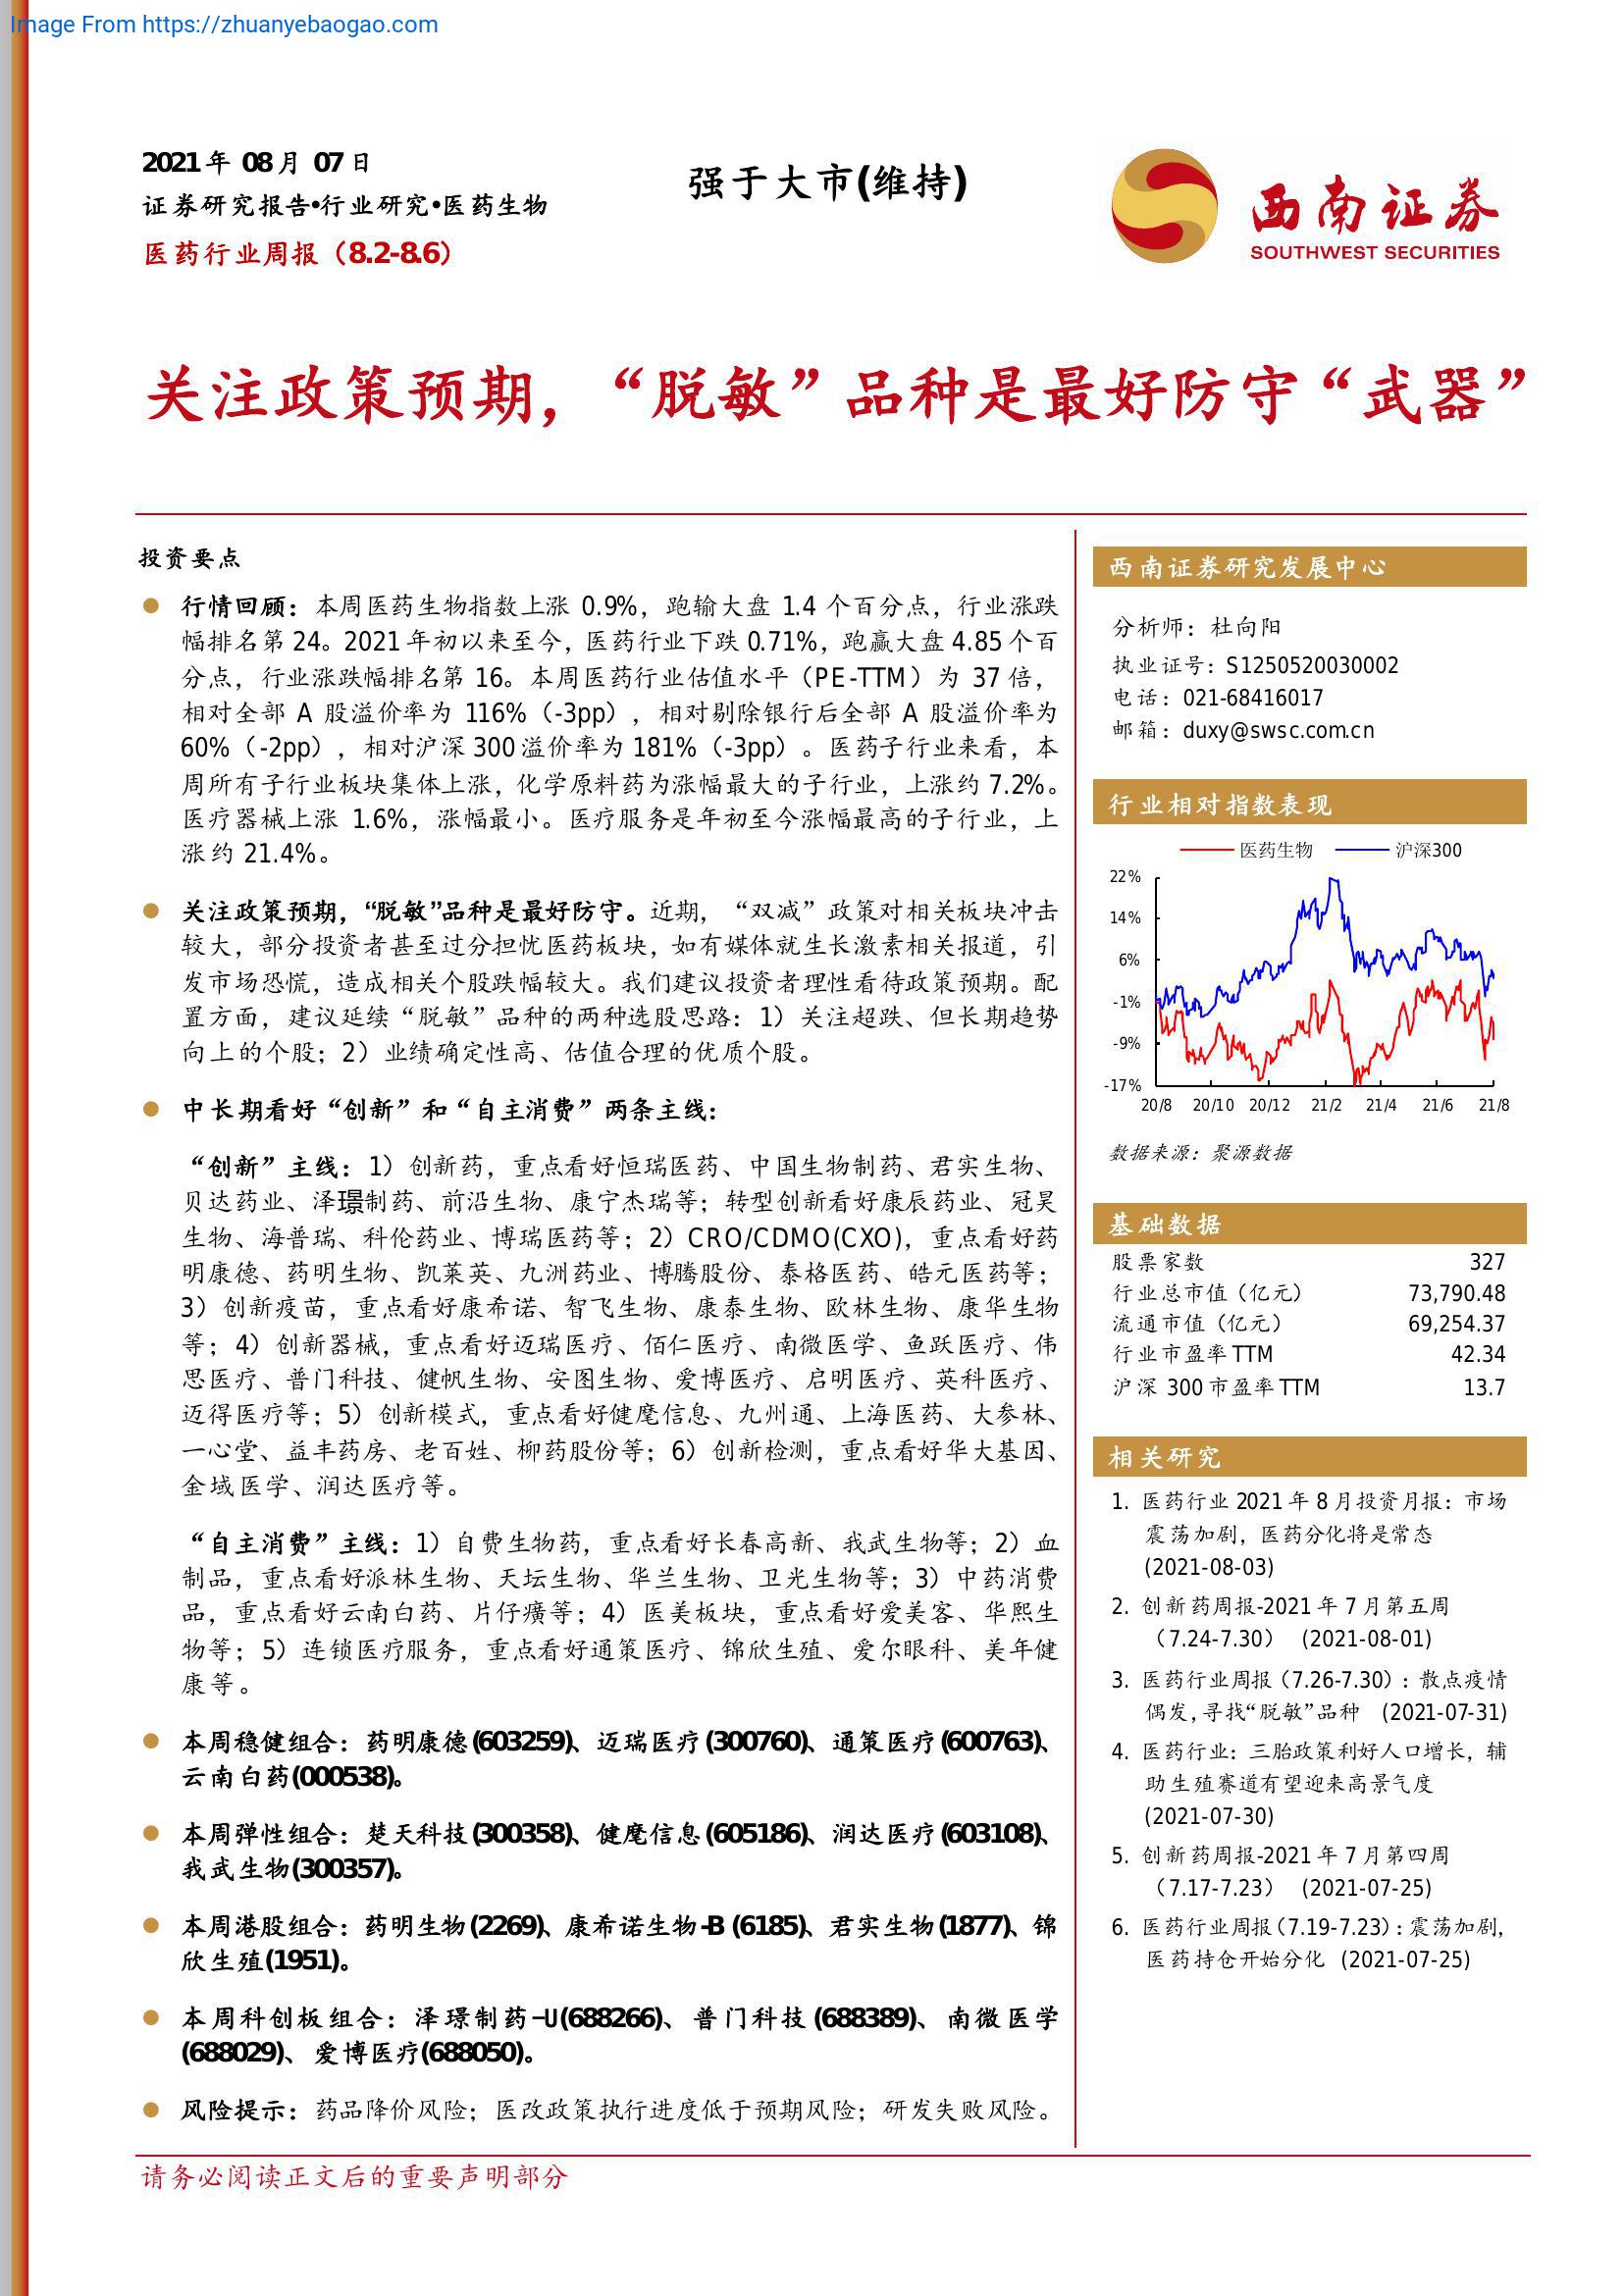 Image From https://zhuanyebaogao.com
2021年 08月 07日
证券研究报告•行业研究•医药生物
医药行业周报（8.2-8.6）
强于大市(维持)
西南证券
SOUTHWEST SECURITIES
关注政策预期，“脱敏”品种是最好防守“武器”
投资要点
行情回顾：本周医药生物指数上涨 0.9%，跑输大盘 1.4 个百分点，行业涨跌
幅排名第 24。2021 年初以来至今，医药行业下跌 0.71%，跑赢大盘 4.85 个百
分点，行业涨跌幅排名第 16。本周医药行业估值水平（PE-TTM）为 37 倍，
相对全部 A 股溢价率为 116%（-3pp），相对剔除银行后全部 A 股溢价率为
60%（-2pp），相对沪深 300 溢价率为 181%（-3pp）。医药子行业来看，本
周所有子行业板块集体上涨，化学原料药为涨幅最大的子行业，上涨约 7.2%。
医疗器械上涨 1.6%，涨幅最小。医疗服务是年初至今涨幅最高的子行业，上
涨约 21.4%。
关注政策预期，“脱敏”品种是最好防守。近期，“双减”政策对相关板块冲击
较大，部分投资者甚至过分担忧医药板块，如有媒体就生长激素相关报道，引
发市场恐慌，造成相关个股跌幅较大。我们建议投资者理性看待政策预期。配
置方面，建议延续“脱敏”品种的两种选股思路：1）关注超跌、但长期趋势
向上的个股；2）业绩确定性高、估值合理的优质个股。
中长期看好“创新”和“自主消费”两条主线：
“创新”主线：1）创新药，重点看好恒瑞医药、中国生物制药、君实生物、
贝达药业、泽璟制药、前沿生物、康宁杰瑞等；转型创新看好康辰药业、冠昊
生物、海普瑞、科伦药业、博瑞医药等；2）CRO/CDMO(CXO)，重点看好药
明康德、药明生物、凯莱英、九洲药业、博腾股份、泰格医药、皓元医药等；
3）创新疫苗，重点看好康希诺、智飞生物、康泰生物、欧林生物、康华生物
等；4）创新器械，重点看好迈瑞医疗、佰仁医疗、南微医学、鱼跃医疗、伟
思医疗、普门科技、健帆生物、安图生物、爱博医疗、启明医疗、英科医疗、
迈得医疗等；5）创新模式，重点看好健麾信息、九州通、上海医药、大参林、
一心堂、益丰药房、老百姓、柳药股份等；6）创新检测，重点看好华大基因、
金域医学、润达医疗等。
“自主消费”主线：1）自费生物药，重点看好长春高新、我武生物等；2）血
制品，重点看好派林生物、天坛生物、华兰生物、卫光生物等；3）中药消费
品，重点看好云南白药、片仔癀等；4）医美板块，重点看好爱美客、华熙生
物等；5）连锁医疗服务，重点看好通策医疗、锦欣生殖、爱尔眼科、美年健
康等。
本周稳健组合：药明康德(603259)、迈瑞医疗(300760)、通策医疗(600763)、
云南白药(000538)。
本周弹性组合：楚天科技(300358)、健麾信息(605186)、润达医疗(603108)、
我武生物(300357)。
本周港股组合：药明生物(2269)、康希诺生物-B (6185)、君实生物(1877)、锦
欣生殖(1951)。
本周科创板组合：泽璟制药-U(688266)、普门科技(688389)、南微医学
(688029)、爱博医疗(688050)。
风险提示：药品降价风险；医改政策执行进度低于预期风险；研发失败风险。
西南证券研究发展中心
分析师：杜向阳
执业证号：S1250520030002
电话：021-68416017
邮箱：duxy@swsc.com.cn
行业相对指数表现
医药生物 沪深300
22%
14%
6%
-1%
-9%
-17%
20/8 20/10 20/12 21/2 21/4 21/6 21/8
数据来源：聚源数据
基础数据
股票家数 327
行业总市值（亿元） 73,790.48
流通市值（亿元） 69,254.37
行业市盈率TTM 42.34
沪深 300 市盈率TTM 13.7
相关研究
1. 医药行业 2021 年 8 月投资月报：市场
震荡加剧，医药分化将是常态
(2021-08-03)
2. 创新药周报-2021 年 7 月第五周
（7.24-7.30） (2021-08-01)
3. 医药行业周报（7.26-7.30）：散点疫情
偶发，寻找“脱敏”品种 (2021-07-31)
4. 医药行业：三胎政策利好人口增长，辅
助生殖赛道有望迎来高景气度
(2021-07-30)
5. 创新药周报-2021 年 7 月第四周
（7.17-7.23） (2021-07-25)
6. 医药行业周报（7.19-7.23）：震荡加剧，
医药持仓开始分化 (2021-07-25)
请务必阅读正文后的重要声明部分